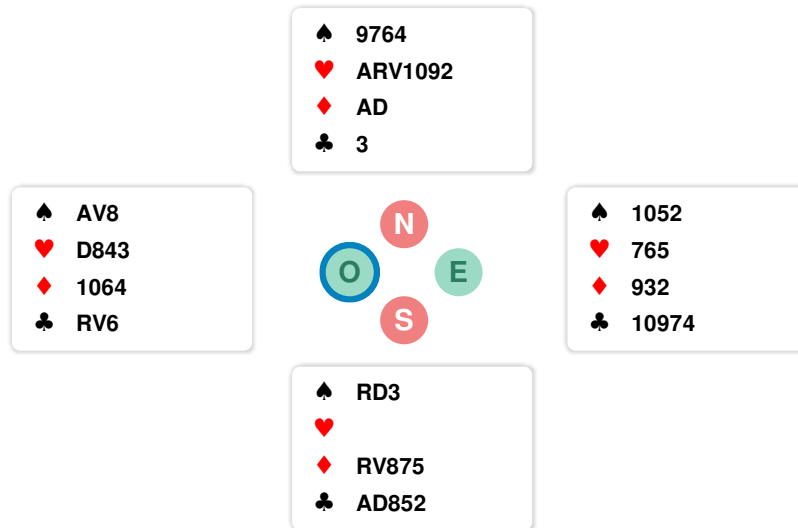 ♠ 9764
♥ ARV1092
♦ AD
♣ 3
♠ AV8
♥ D843
♦ 1064
♣ RV6
N
O E
S
♠ 1052
♥ 765
♦ 932
♣ 10974
♠ RD3
♥
♦ RV875
♣ AD852